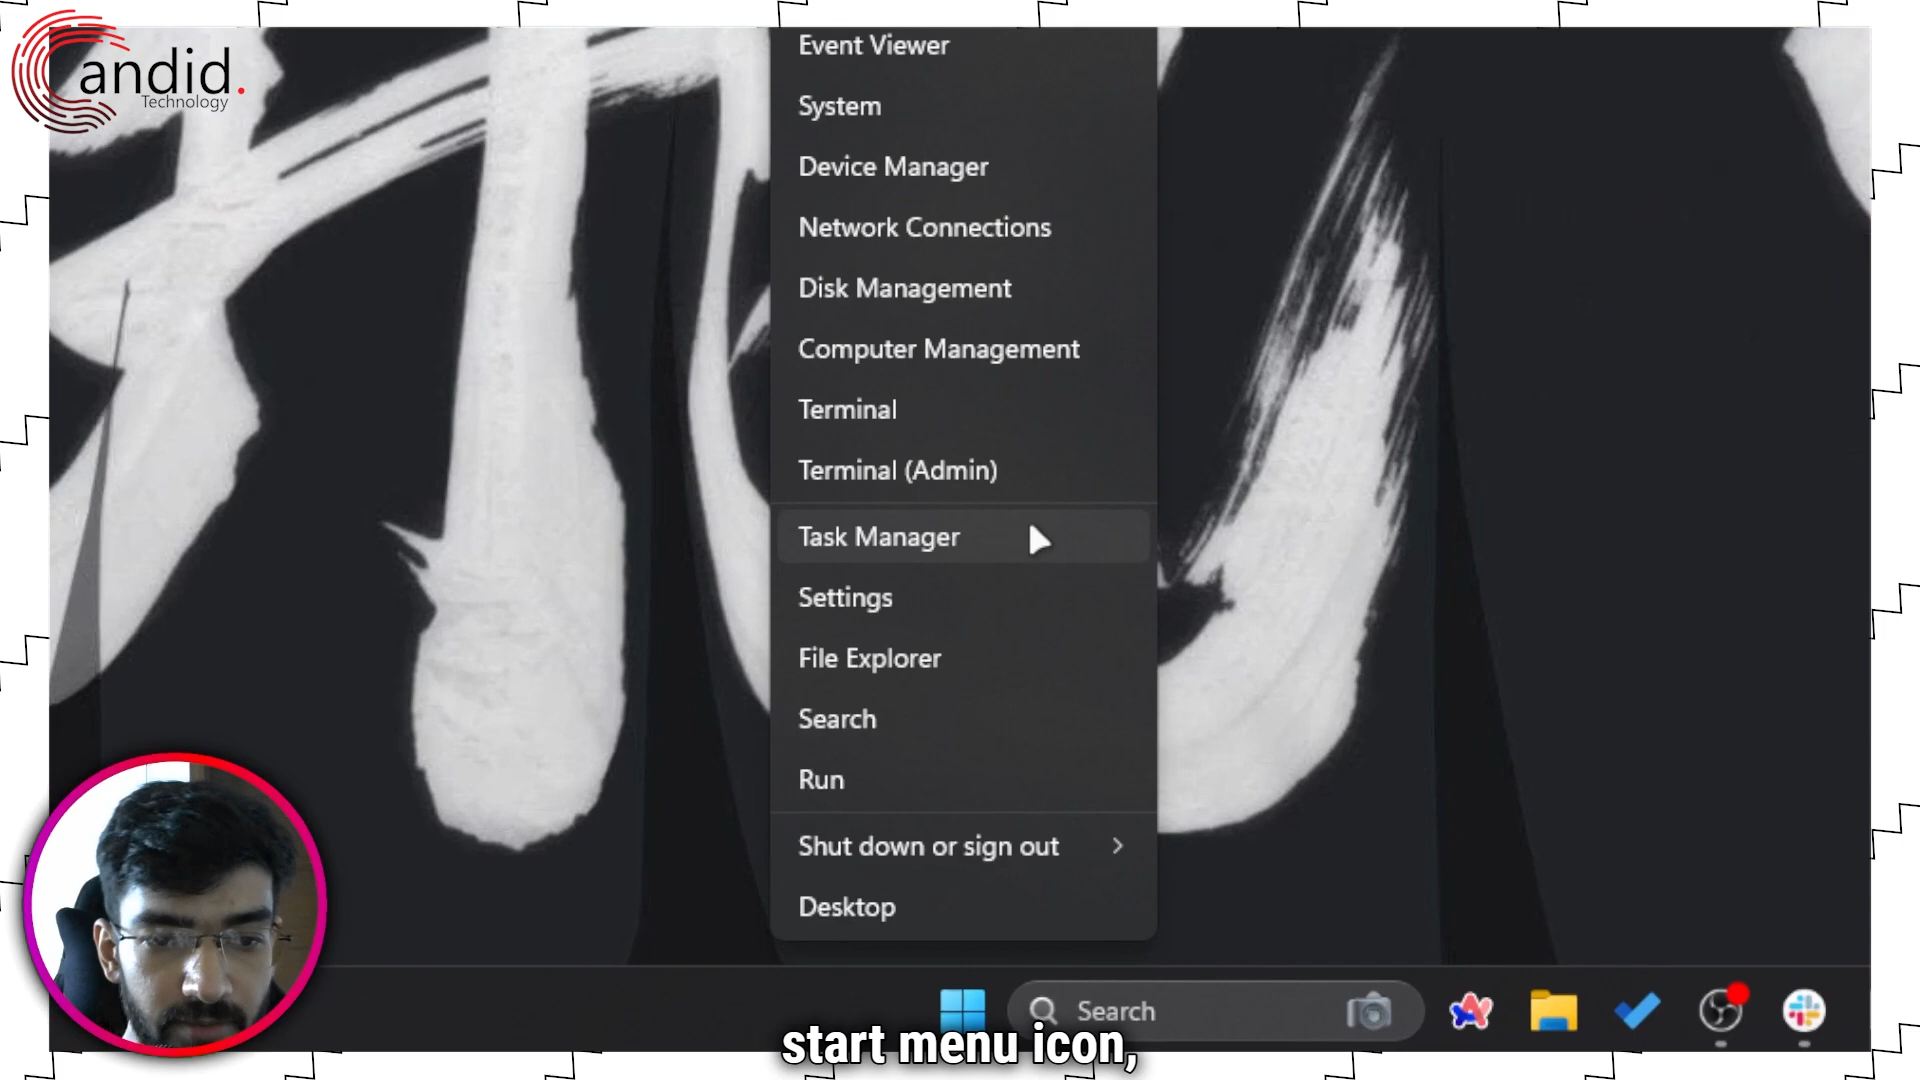 Candid.
Technology
Event Viewer
System
Device Manager
Network Connections
Disk Management
Computer Management
Terminal
Terminal (Admin)
Task Manager
Settings
File Explorer
Search
Run
Shut down or sign out
Desktop
Search
start menu icon,